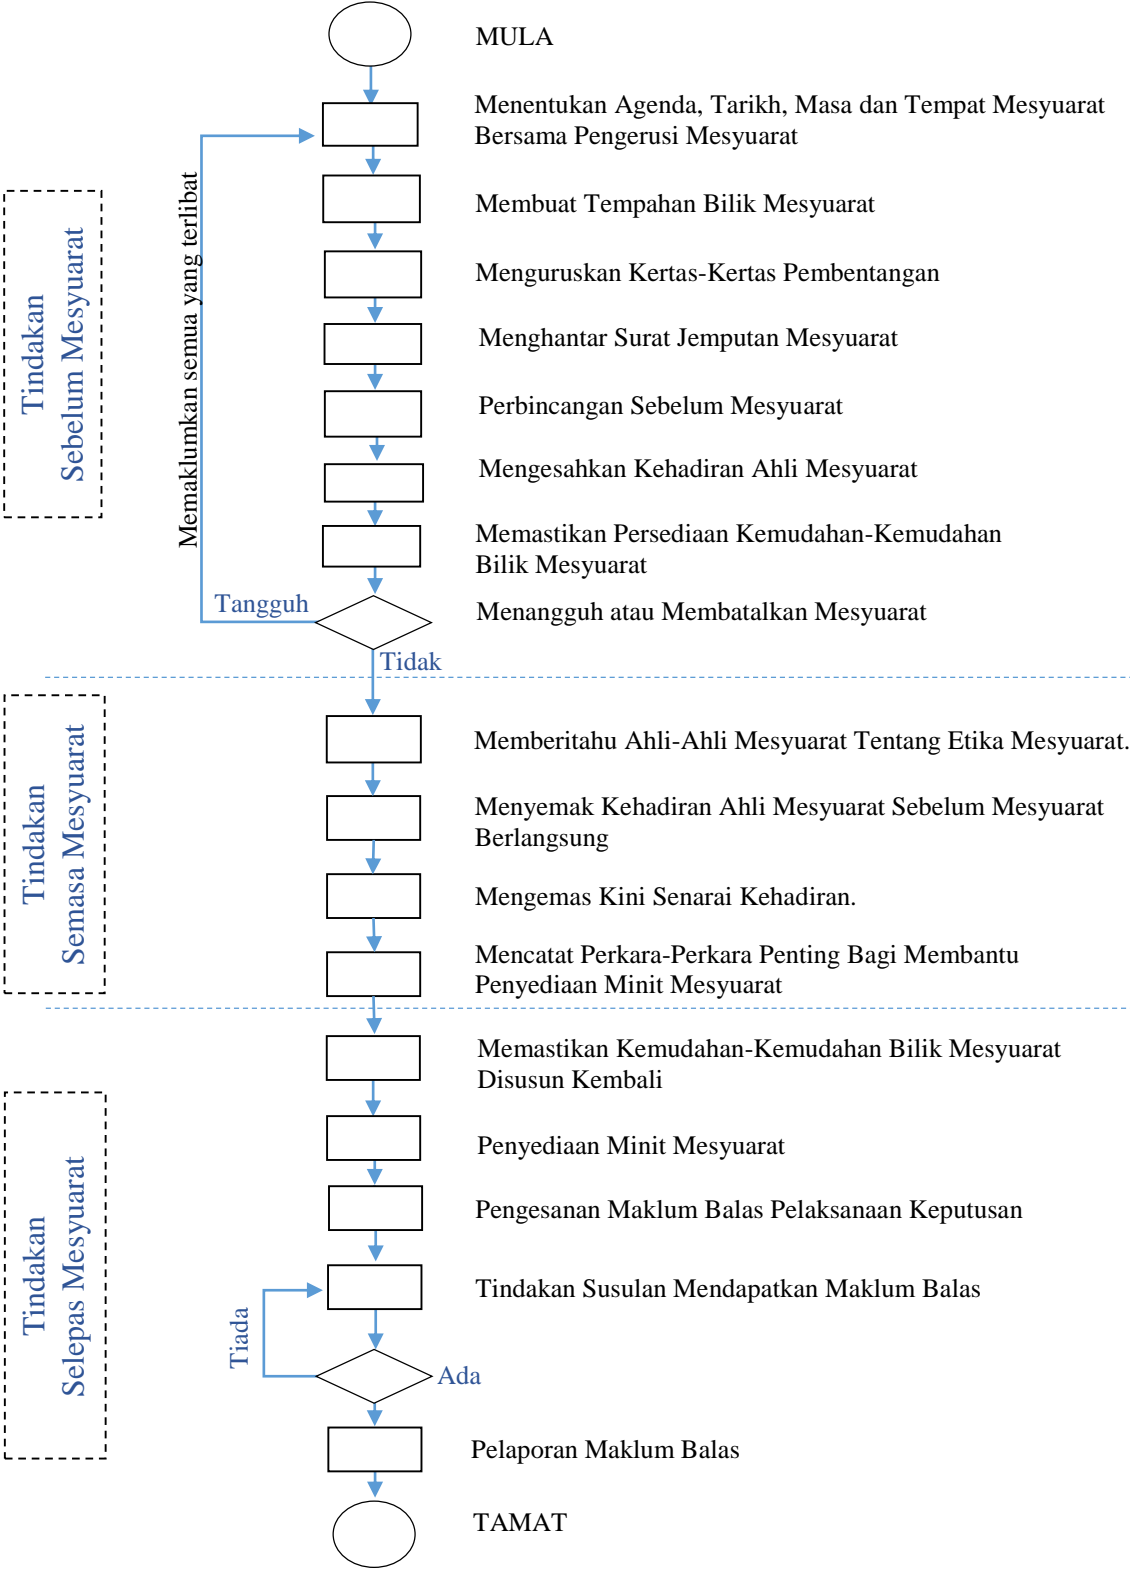 MULA
Menentukan Agenda, Tarikh, Masa dan Tempat Mesyuarat
Bersama Pengerusi Mesyuarat
Membuat Tempahan Bilik Mesyuarat
Menguruskan Kertas-Kertas Pembentangan
Menghantar Surat Jemputan Mesyuarat
Perbincangan Sebelum Mesyuarat
Mengesahkan Kehadiran Ahli Mesyuarat
Memastikan Persediaan Kemudahan-Kemudahan
Bilik Mesyuarat
Menangguh atau Membatalkan Mesyuarat
Tangguh
Tidak
Memaklumkan semua yang terlibat
Tindakan
Sebelum Mesyuarat
Memberitahu Ahli-Ahli Mesyuarat Tentang Etika Mesyuarat.
Menyemak Kehadiran Ahli Mesyuarat Sebelum Mesyuarat
Berlangsung
Mengemas Kini Senarai Kehadiran.
Mencatat Perkara-Perkara Penting Bagi Membantu
Penyediaan Minit Mesyuarat
Tindakan
Semasa Mesyuarat
Memastikan Kemudahan-Kemudahan Bilik Mesyuarat
Disusun Kembali
Penyediaan Minit Mesyuarat
Pengesanan Maklum Balas Pelaksanaan Keputusan
Tindakan Susulan Mendapatkan Maklum Balas
Tiada
Ada
Pelaporan Maklum Balas
Tindakan
Selepas Mesyuarat
TAMAT